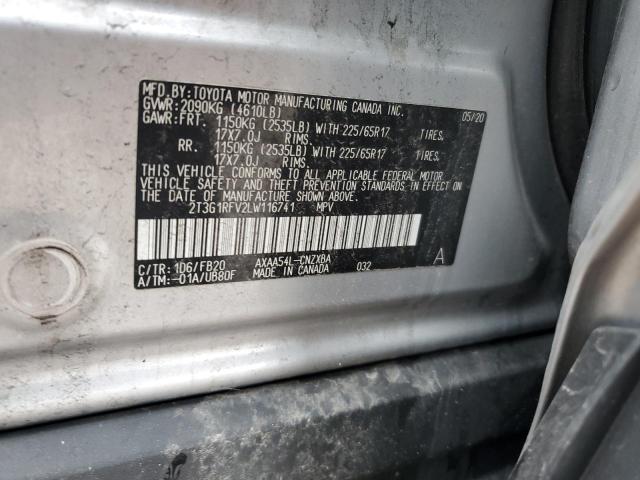 MFD.BY:TOYOTA MOTOR MANUFACTURING CANADA INC.
GVWR:2090KG (4610LB) 05/20
GAWR:FRT. 1150KG (2535LB) WITH 225/65R17 TIRES.
17X7.0J RIMS.
RR. 1150KG (2535LB) WITH 225/65R17 TIRES.
17X7.0J RIMS.
THIS VEHICLE CONFORMS TO ALL APPLICABLE FEDERAL MOTOR
VEHICLE SAFETY AND THEFT PREVENTION STANDARDS IN EFFECT ON
THE DATE OF MANUFACTURE SHOWN ABOVE.
2T3G1RFV2LW116741 MPV
C/TR:1D6/FB20 AXAA54L-CNZXBA A
A/TM:-01A/UB80F MADE IN CANADA 032